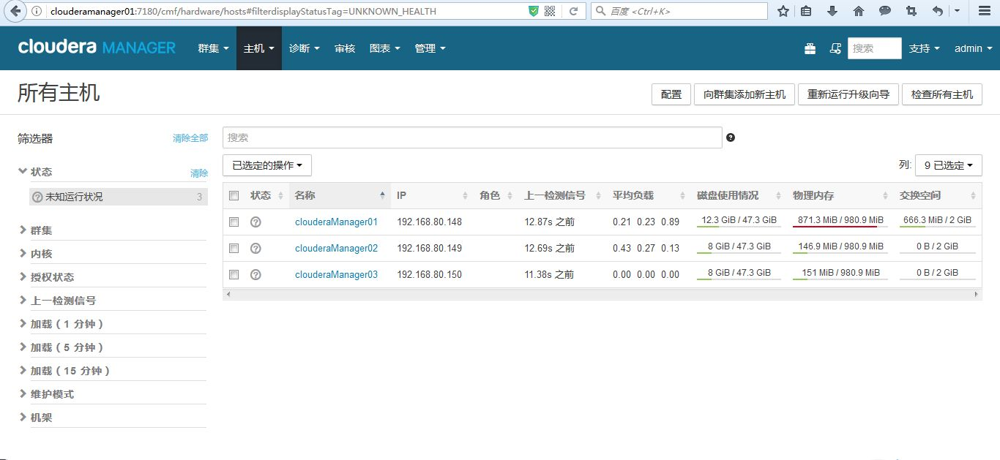 clouderamanager01:7180/cmf/hardware/hosts#filterdisplayStatusTag=UNKNOWN_HEALTH 百度 <Ctrl+K>
cloudera MANAGER 群集 主机 诊断 审核 图表 管理 搜索 支持 admin
所有主机 配置 向群集添加新主机 重新运行升级向导 检查所有主机
筛选器 清除全部 搜索
已选定的操作 列: 9 已选定
状态 清除
未知运行状况 3
群集
内核
授权状态
上一检测信号
加载（1 分钟）
加载（5 分钟）
加载（15 分钟）
维护模式
机架
状态 名称 IP 角色 上一检测信号 平均负载 磁盘使用情况 物理内存 交换空间
clouderaManager01 192.168.80.148 12.87s 之前 0.21 0.23 0.89 12.3 GiB / 47.3 GiB 871.3 MiB / 980.9 MiB 666.3 MiB / 2 GiB
clouderaManager02 192.168.80.149 12.69s 之前 0.43 0.27 0.13 8 GiB / 47.3 GiB 146.9 MiB / 980.9 MiB 0 B / 2 GiB
clouderaManager03 192.168.80.150 11.38s 之前 0.00 0.00 0.00 8 GiB / 47.3 GiB 151 MiB / 980.9 MiB 0 B / 2 GiB